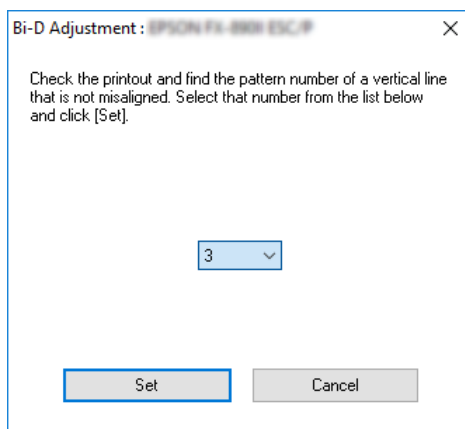 Bi-D Adjustment :
Check the printout and find the pattern number of a vertical line
that is not misaligned. Select that number from the list below
and click [Set].
3
Set
Cancel